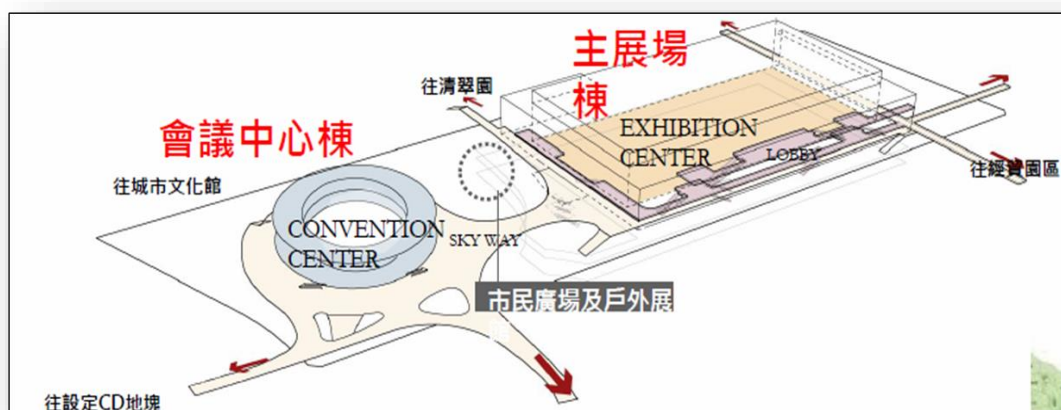 主展場
棟
往清翠園
會議中心棟
EXHIBITION
CENTER
LOBBY
往經貿園區
往城市文化館
CONVENTION
CENTER
SKY WAY
市民廣場及戶外展
往設定CD地塊